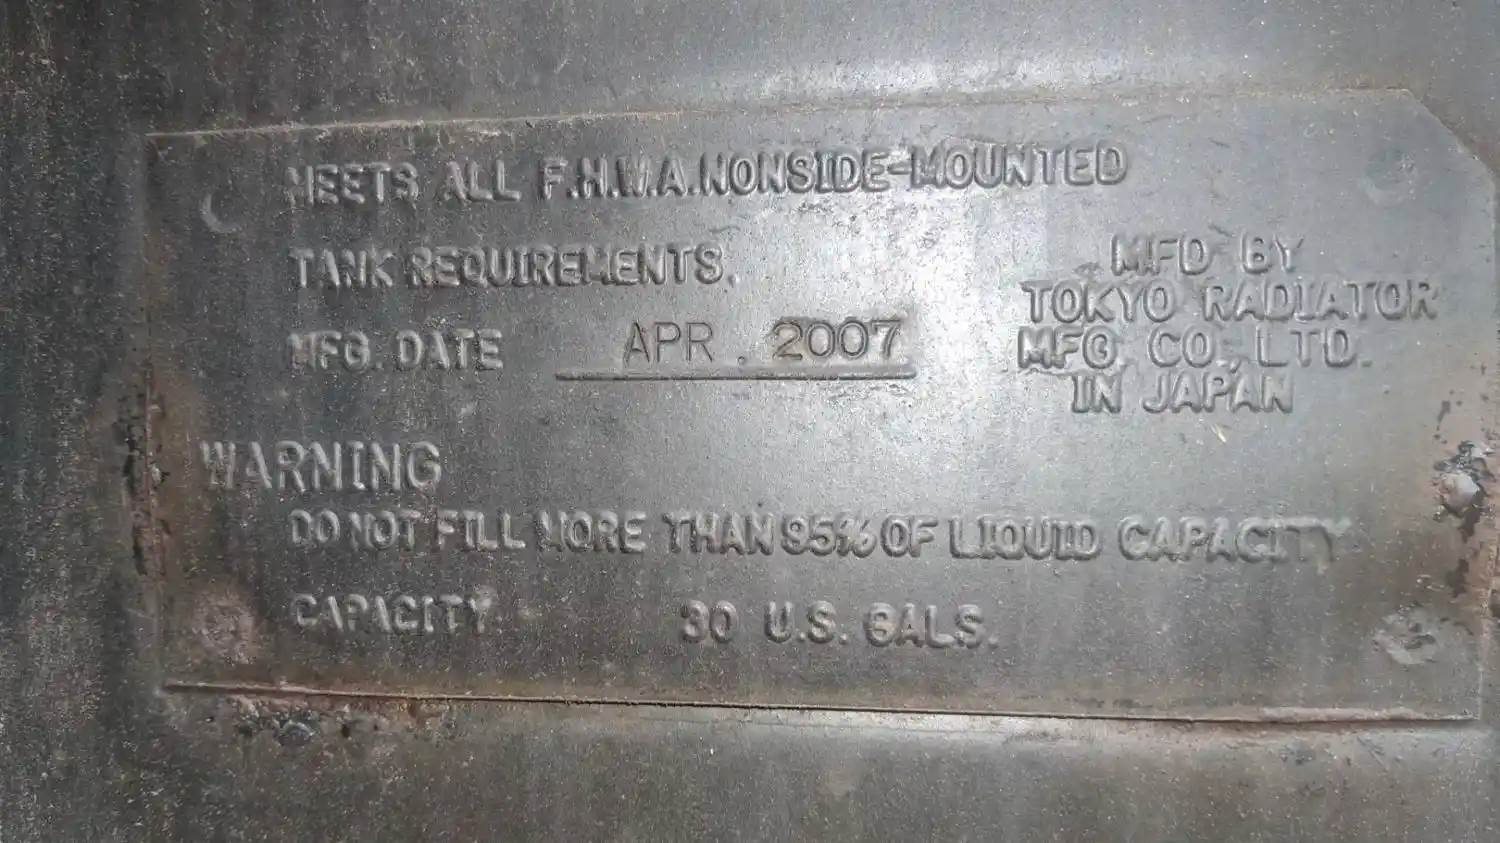 MEETS ALL F.H.W.A. NONSIDE-MOUNTED
TANK REQUIREMENTS.
MFG. DATE APR. 2007
MFD BY
TOKYO RADIATOR
MFG. CO., LTD.
IN JAPAN
WARNING
DO NOT FILL MORE THAN 95% OF LIQUID CAPACITY
CAPACITY. 30 U.S. GALS.